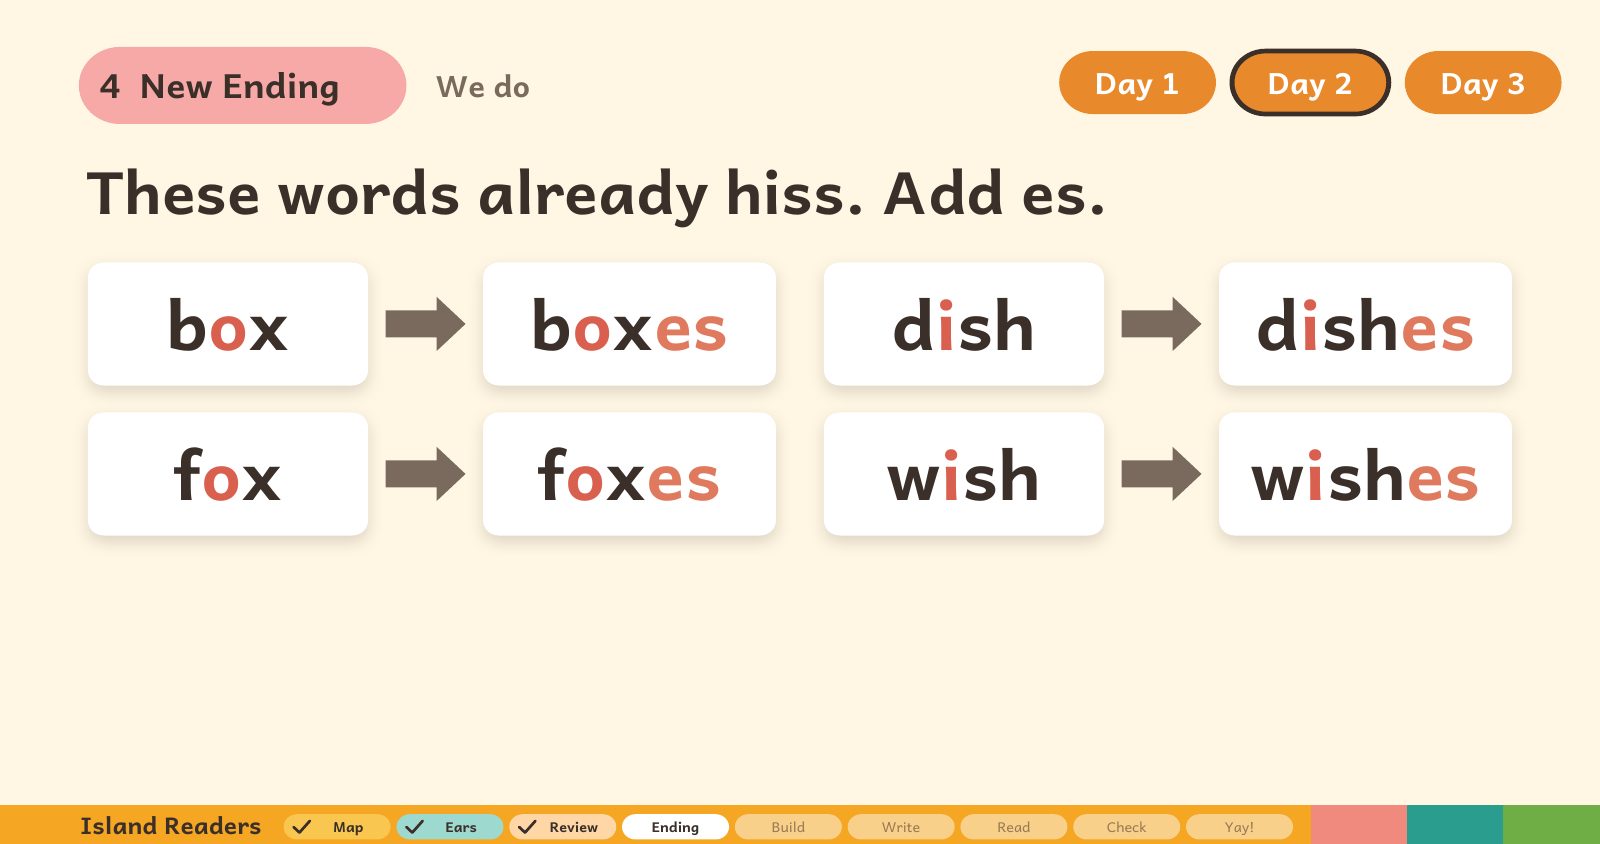 4 New Ending
We do
Day 1
Day 2
Day 3
These words already hiss. Add es.
box
boxes
dish
dishes
fox
foxes
wish
wishes
Island Readers
Map
Ears
Review
Ending
Build
Write
Read
Check
Yay!